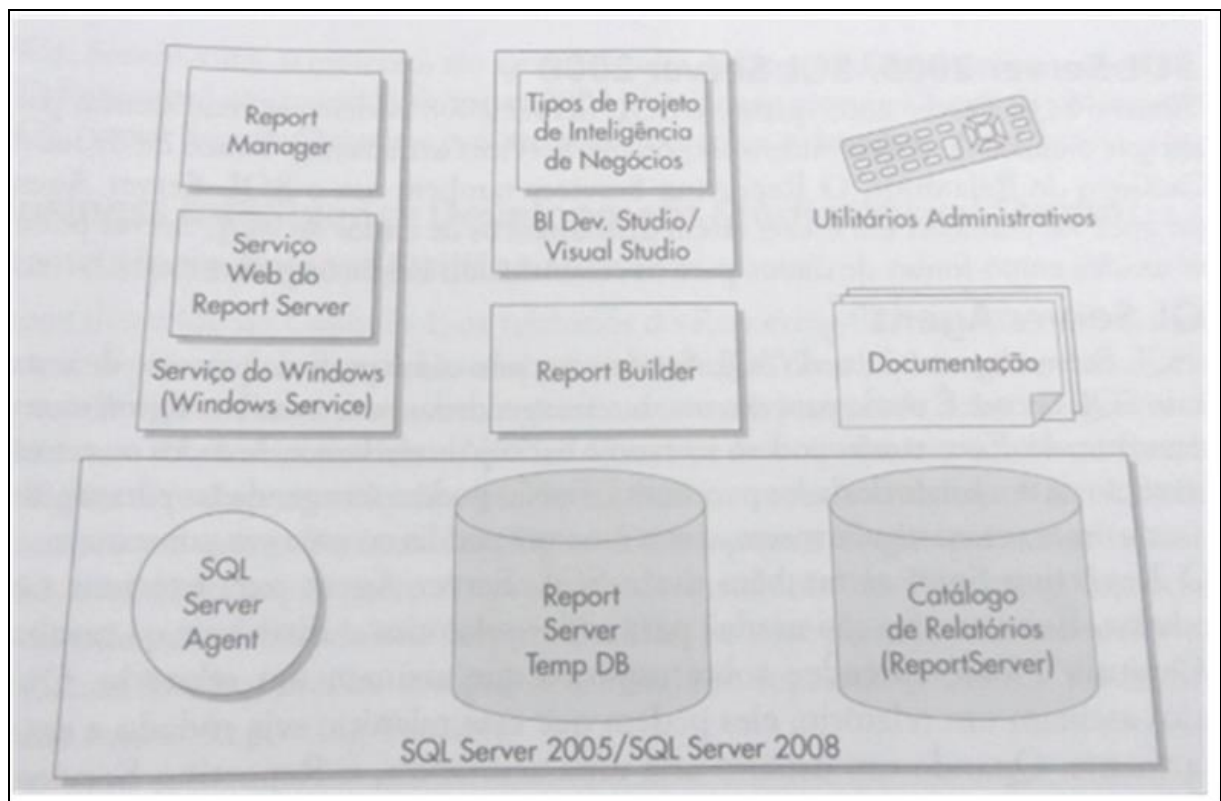 Report
Manager
Serviço
Web do
Report Server
Serviço do Windows
(Windows Service)
Tipos de Projeto
de Inteligência
de Negócios
BI Dev. Studio/
Visual Studio
Report Builder
Utilitários Administrativos
Documentação
SQL
Server
Agent
Report
Server
Temp DB
Catálogo
de Relatórios
(ReportServer)
SQL Server 2005/SQL Server 2008